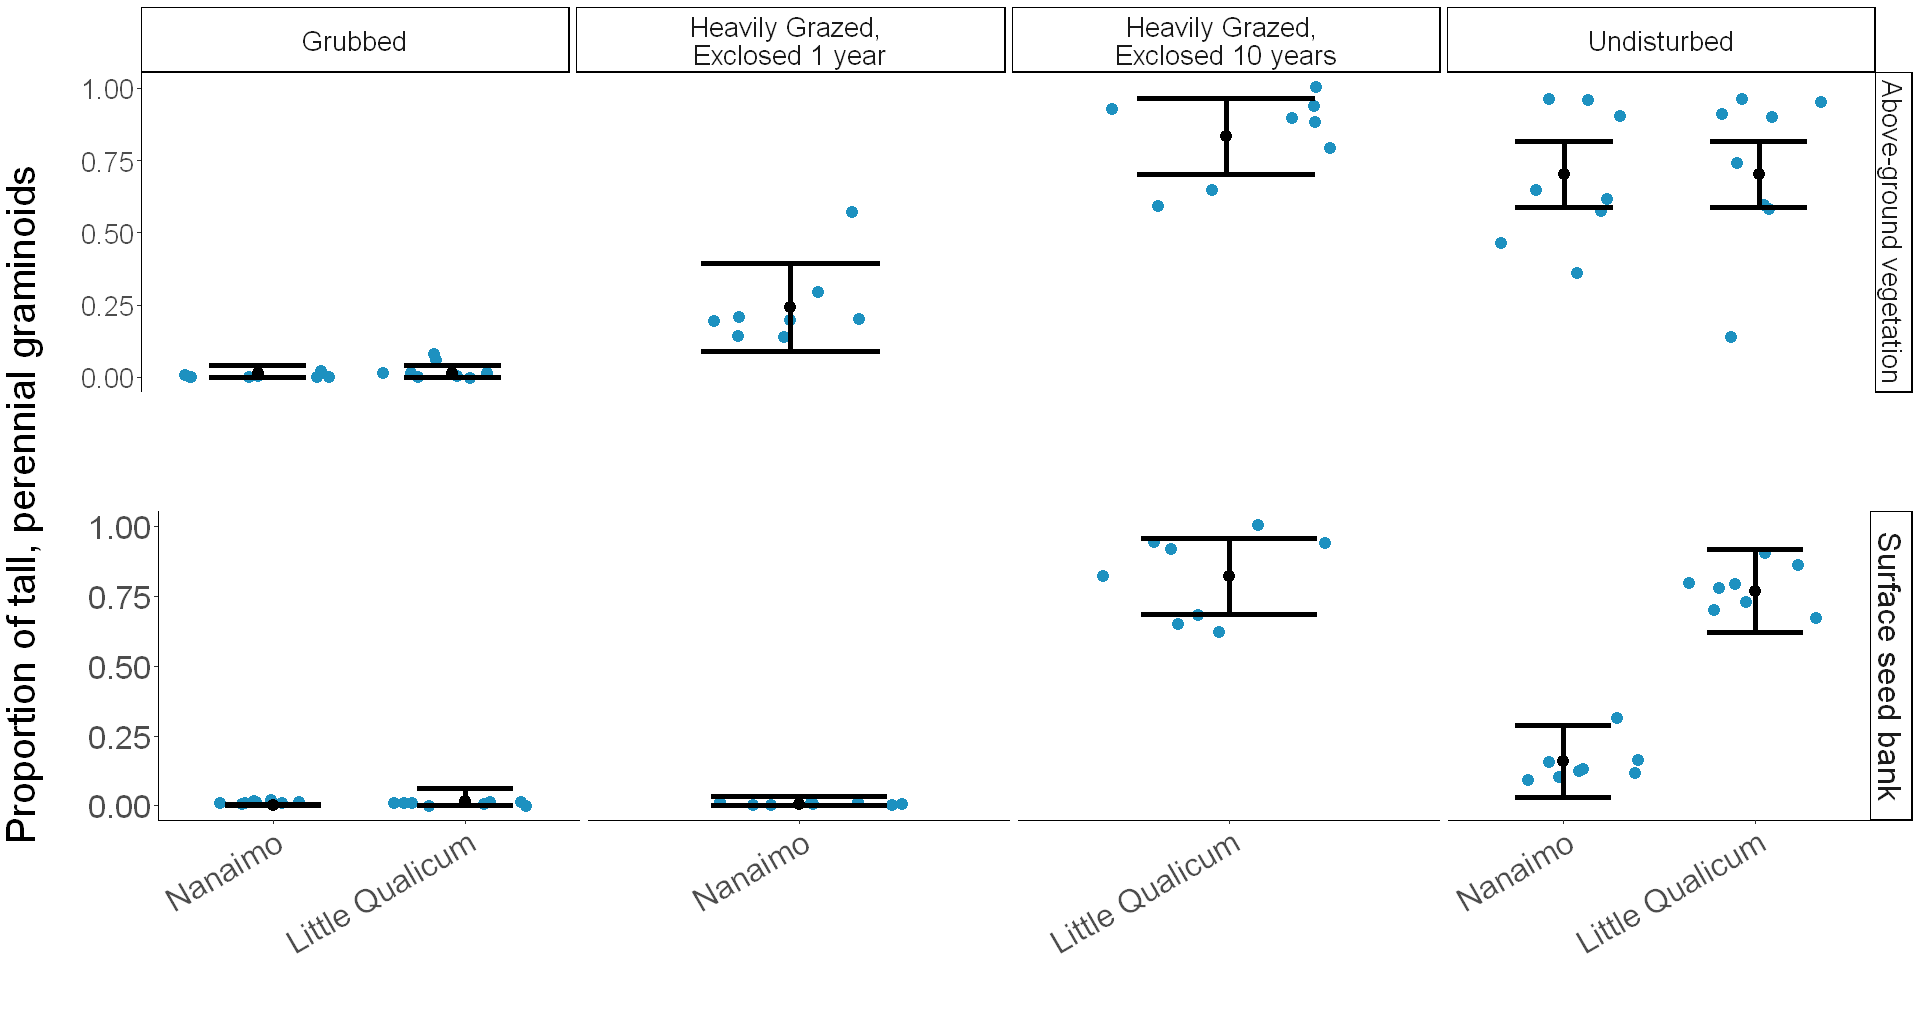 Grubbed
Heavily Grazed,
Exclosed 1 year
Heavily Grazed,
Exclosed 10 years
Undisturbed
Proportion of tall, perennial graminoids
1.00
0.75
0.50
0.25
0.00
Above-ground vegetation
1.00
0.75
0.50
0.25
0.00
Surface seed bank
Nanaimo
Little Qualicum
Nanaimo
Little Qualicum
Nanaimo
Little Qualicum